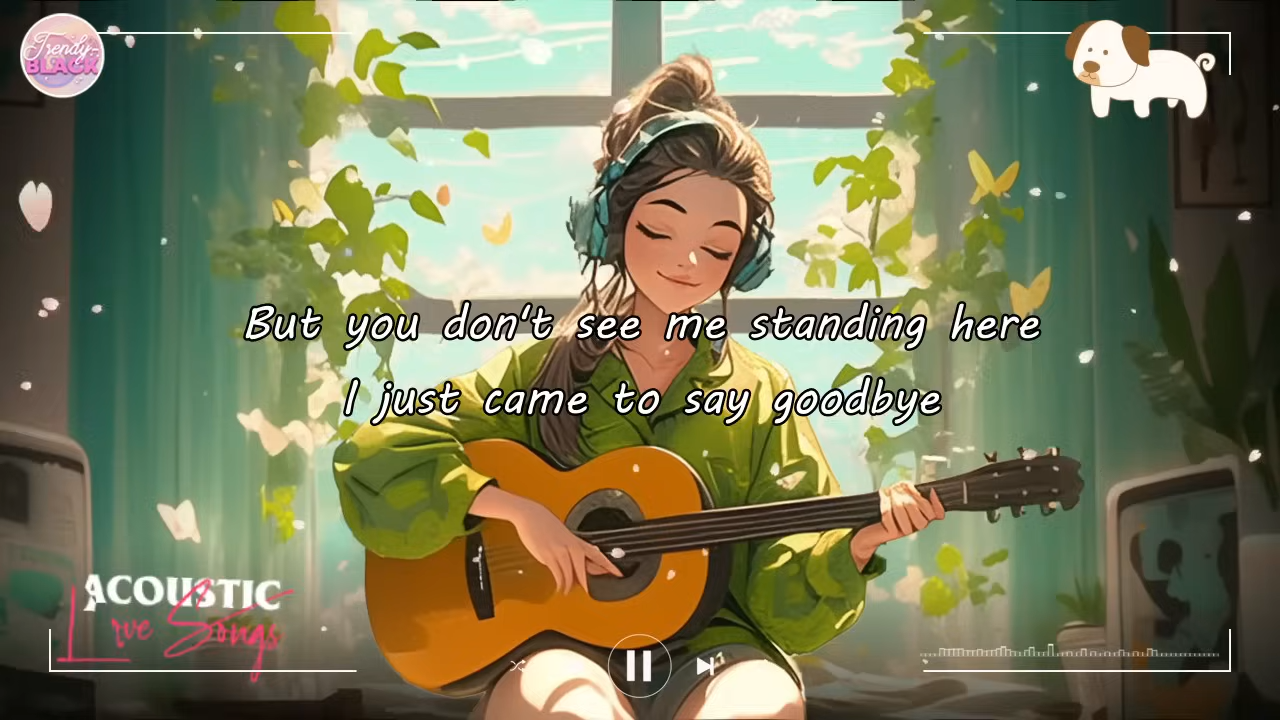 Trendy-
BLACK
But you don't see me standing here
I just came to say goodbye
ACOUSTIC
Love Songs